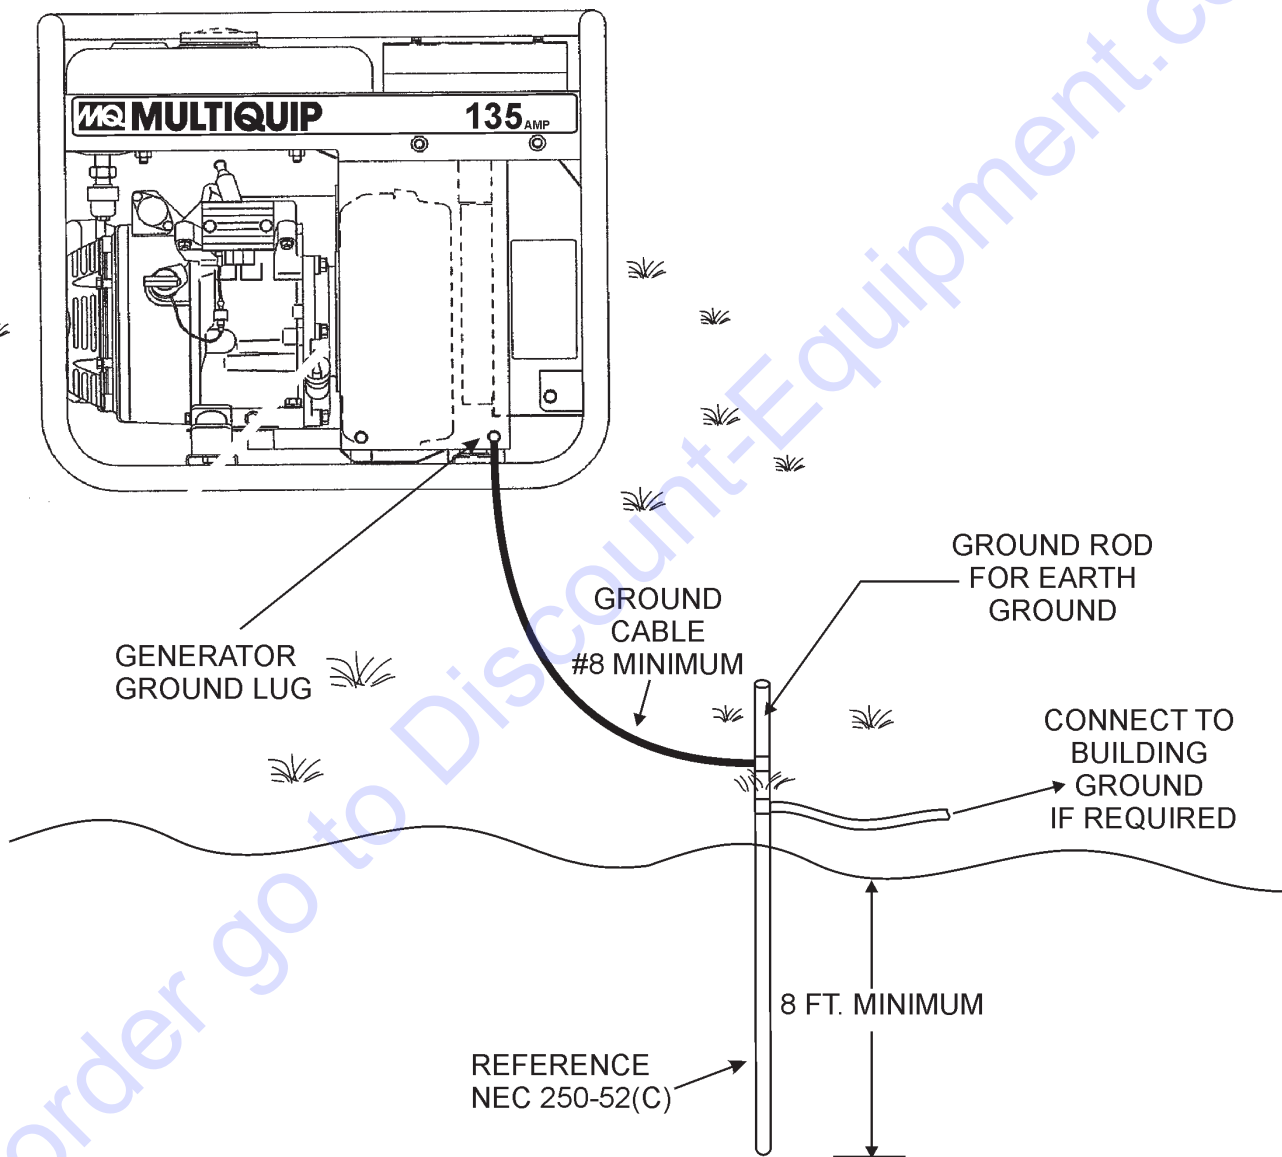 MQ MULTIQUIP 135 AMP
GROUND ROD
FOR EARTH
GROUND
GROUND
CABLE
#8 MINIMUM
GENERATOR
GROUND LUG
CONNECT TO
BUILDING
GROUND
IF REQUIRED
8 FT. MINIMUM
REFERENCE
NEC 250-52(C)
order go to Discount-Equipment.co